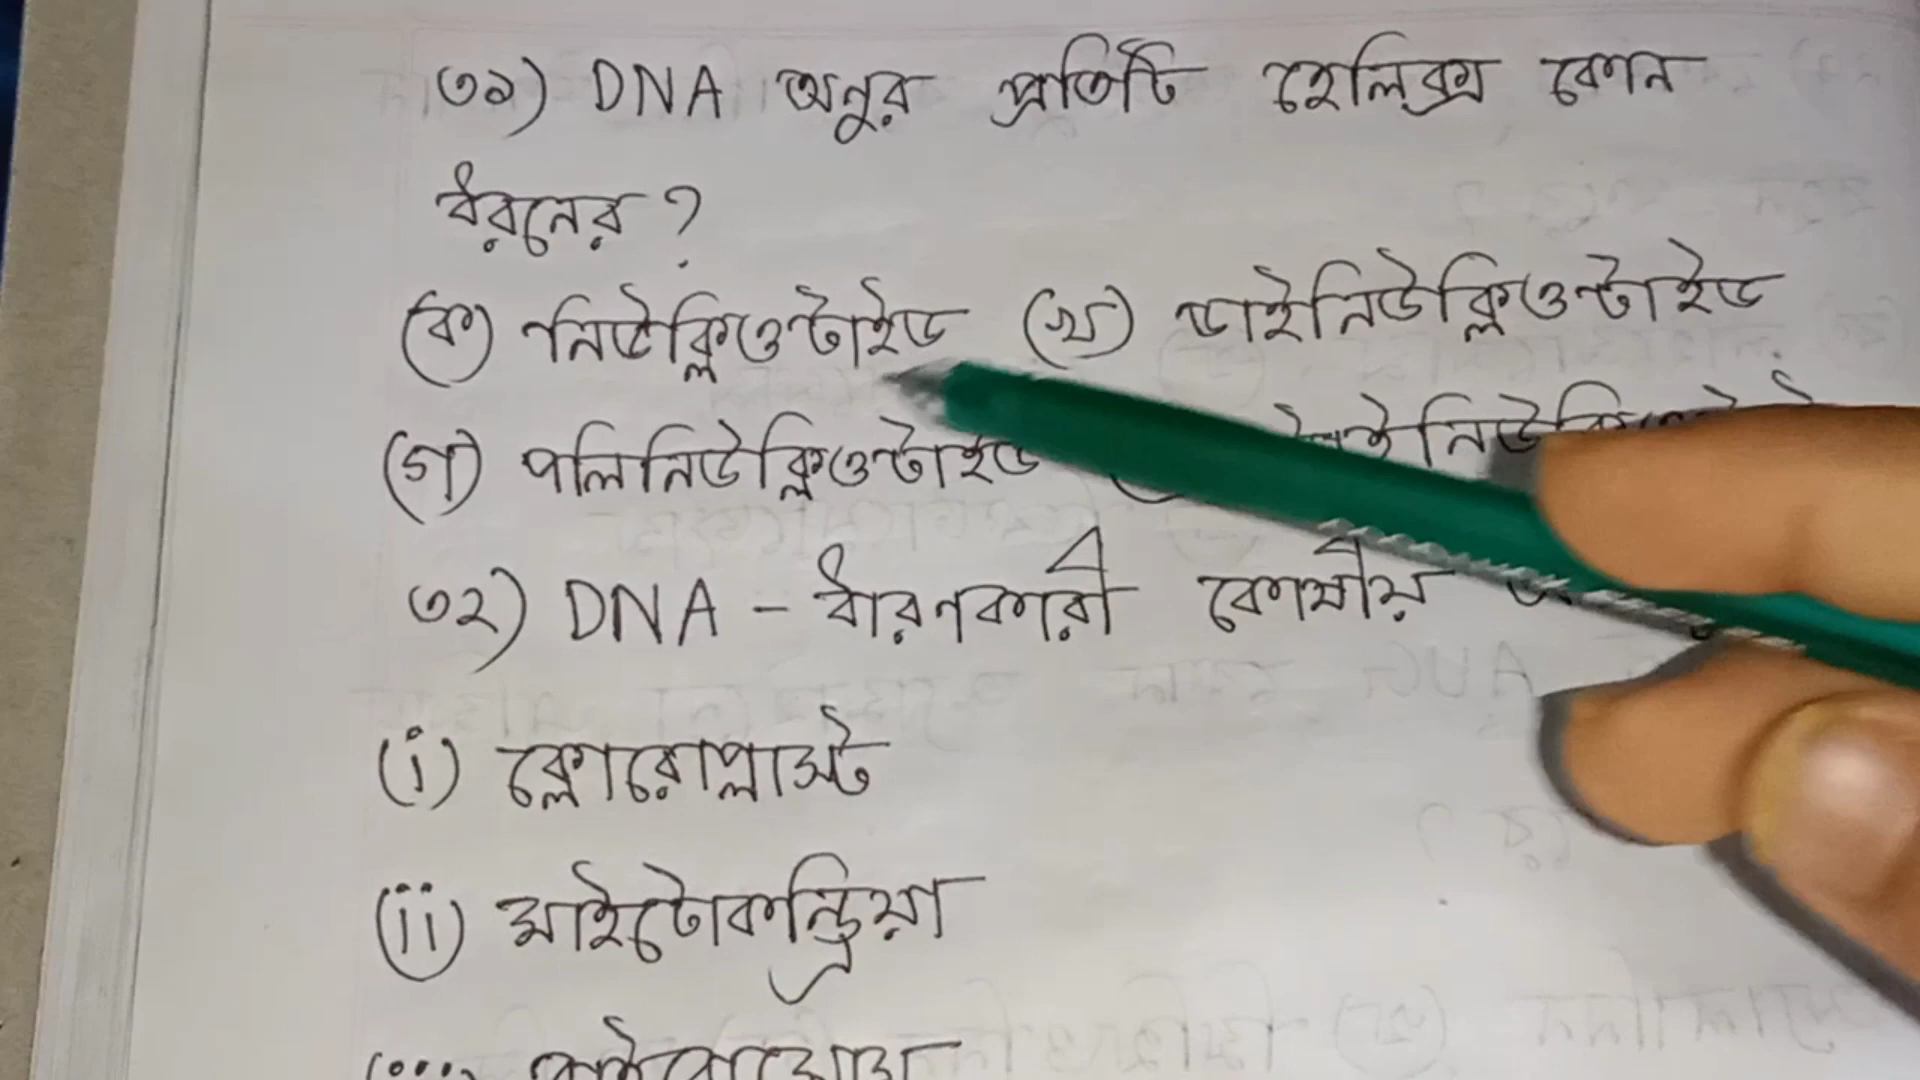 ৩১) DNA অনুর প্রতিটি হেলিক্স কোন
ধরনের ?
(ক) নিউক্লিওটাইড (খ) ডাইনিউক্লিওটাইড
(গ) পলিনিউক্লিওটাইড
৩২) DNA - ধারণকারী কোষীয়
(i) ক্লোরোপ্লাস্ট
(ii) মাইটোকন্ড্রিয়া